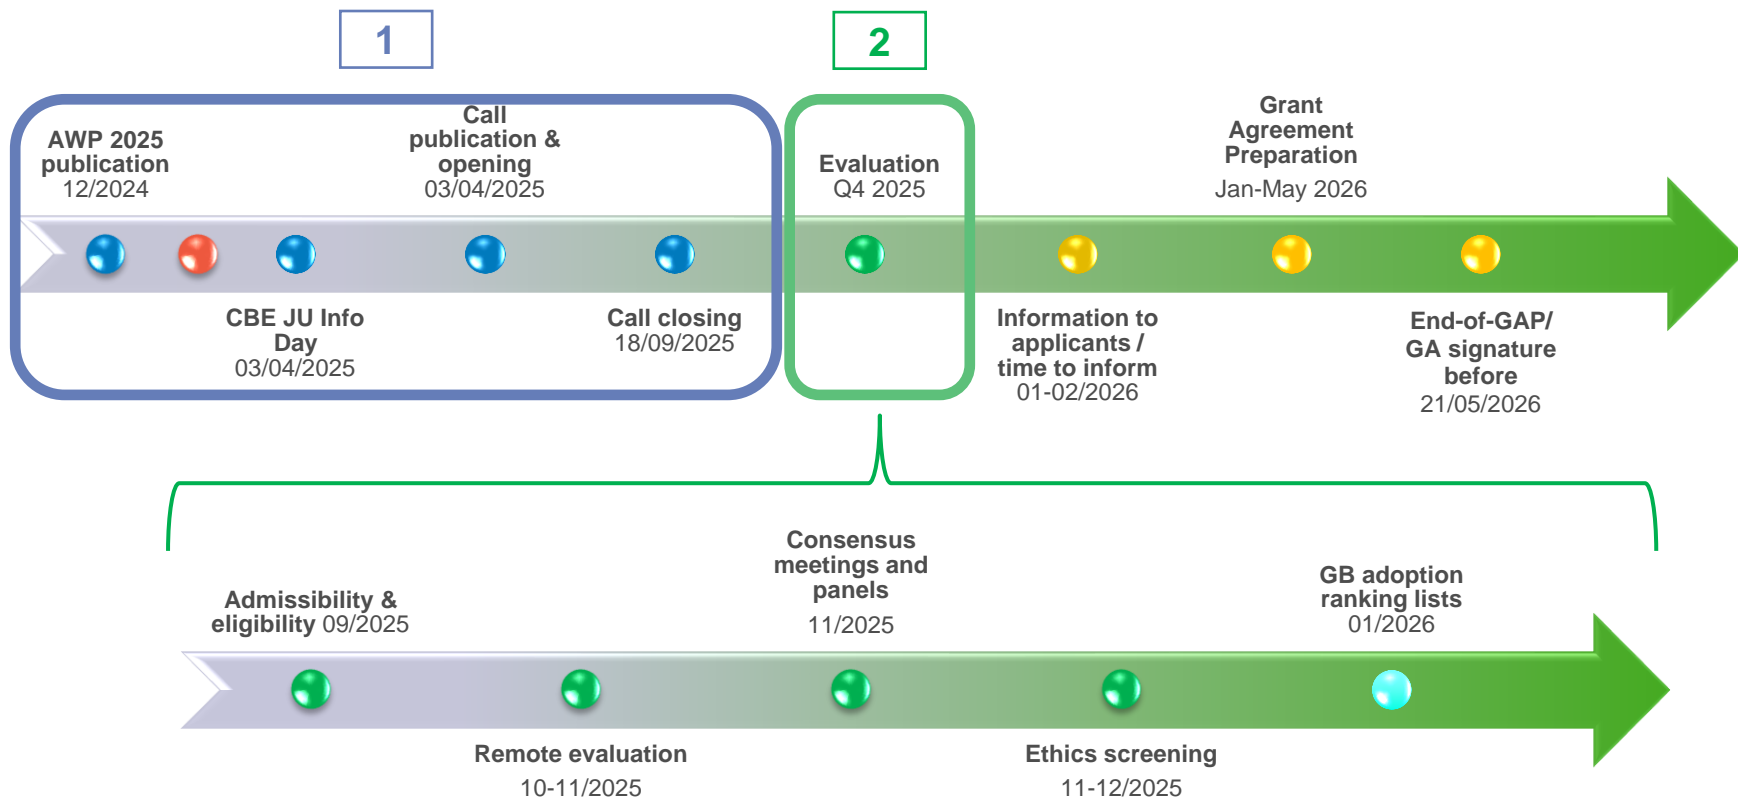 1
2
AWP 2025
publication
12/2024
Call
publication &
opening
03/04/2025
Evaluation
Q4 2025
Grant
Agreement
Preparation
Jan-May 2026
CBE JU Info
Day
03/04/2025
Call closing
18/09/2025
Information to
applicants /
time to inform
01-02/2026
End-of-GAP/
GA signature
before
21/05/2026
Admissibility &
eligibility 09/2025
Consensus
meetings and
panels
11/2025
GB adoption
ranking lists
01/2026
Remote evaluation
10-11/2025
Ethics screening
11-12/2025